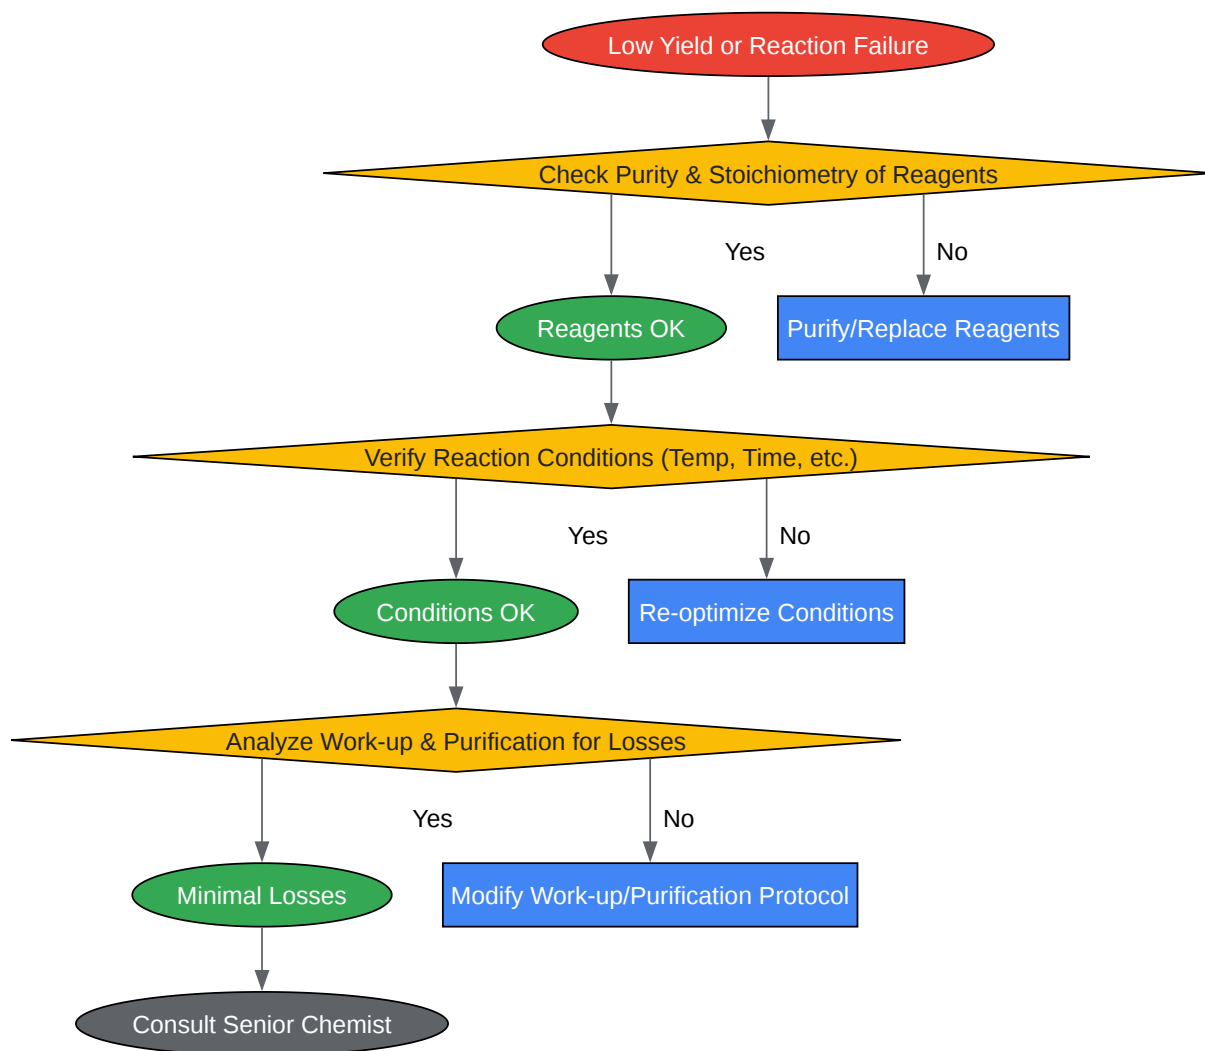 Low Yield or Reaction Failure
Check Purity & Stoichiometry of Reagents
Yes
No
Reagents OK
Purify/Replace Reagents
Verify Reaction Conditions (Temp, Time, etc.)
Yes
No
Conditions OK
Re-optimize Conditions
Analyze Work-up & Purification for Losses
Yes
No
Minimal Losses
Modify Work-up/Purification Protocol
Consult Senior Chemist